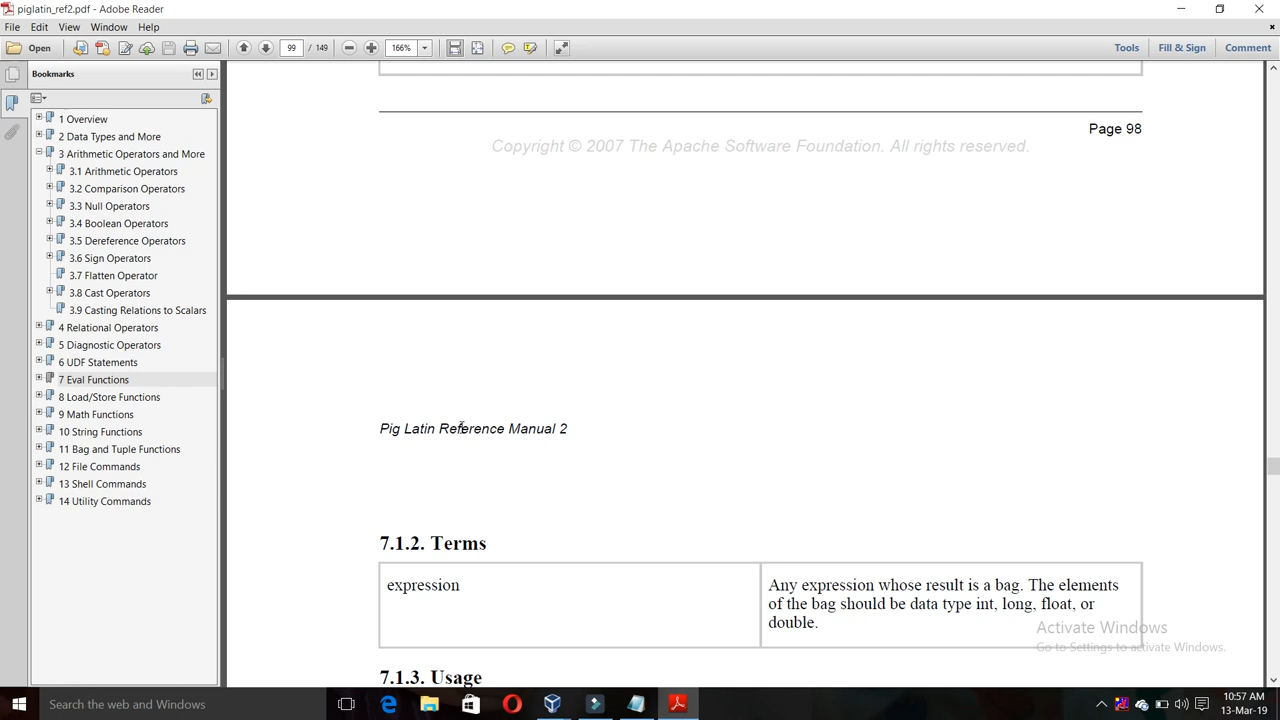 piglatin_ref2.pdf - Adobe Reader
File Edit View Window Help
Open 99 / 149 166% Tools Fill & Sign Comment
Bookmarks
1 Overview
2 Data Types and More
3 Arithmetic Operators and More
3.1 Arithmetic Operators
3.2 Comparison Operators
3.3 Null Operators
3.4 Boolean Operators
3.5 Dereference Operators
3.6 Sign Operators
3.7 Flatten Operator
3.8 Cast Operators
3.9 Casting Relations to Scalars
4 Relational Operators
5 Diagnostic Operators
6 UDF Statements
7 Eval Functions
8 Load/Store Functions
9 Math Functions
10 String Functions
11 Bag and Tuple Functions
12 File Commands
13 Shell Commands
14 Utility Commands
Page 98
Copyright © 2007 The Apache Software Foundation. All rights reserved.
Pig Latin Reference Manual 2
7.1.2. Terms
expression
Any expression whose result is a bag. The elements
of the bag should be data type int, long, float, or
double.
7.1.3. Usage
Activate Windows
Go to Settings to activate Windows.
Search the web and Windows
10:57 AM
13-Mar-19